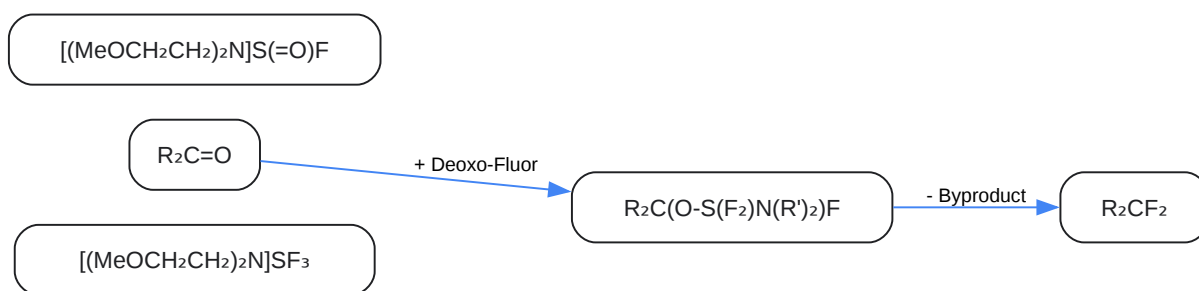 [(MeOCH₂CH₂)₂N]S(=O)F
R₂C=O
+ Deoxo-Fluor
R₂C(O-S(F₂)N(R')₂)F
- Byproduct
R₂CF₂
[(MeOCH₂CH₂)₂N]SF₃